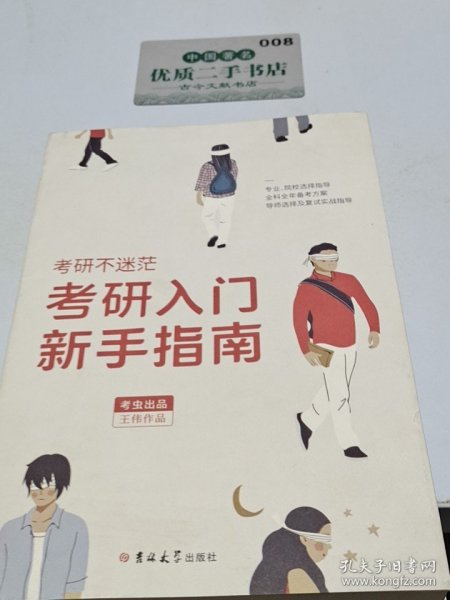 008
中国著名
优质二手书店
古今文献书店
专业、院校选择指导
全科全年备考方案
导师选择及复试实战指导
考研不迷茫
考研入门
新手指南
考虫出品
王伟作品
吉林大学出版社
孔夫子旧书网
www.kongfz.com